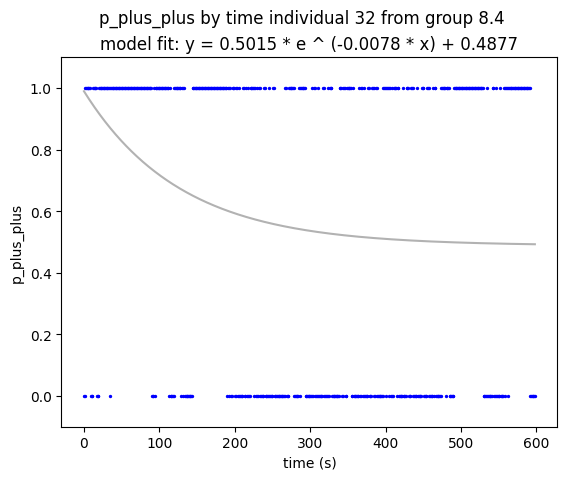 p_plus_plus by time individual 32 from group 8.4
model fit: y = 0.5015 * e ^ (-0.0078 * x) + 0.4877
1.0
0.8
0.6
0.4
0.2
0.0
p_plus_plus
0 100 200 300 400 500 600
time (s)